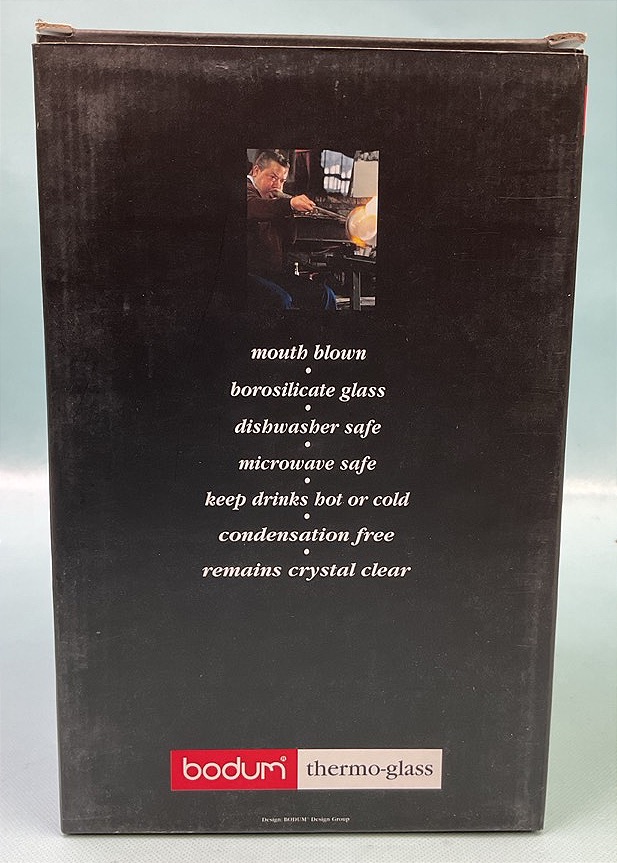 mouth blown
•
borosilicate glass
•
dishwasher safe
•
microwave safe
•
keep drinks hot or cold
•
condensation free
•
remains crystal clear
bodum® thermo-glass
Design: BODUM® Design Group